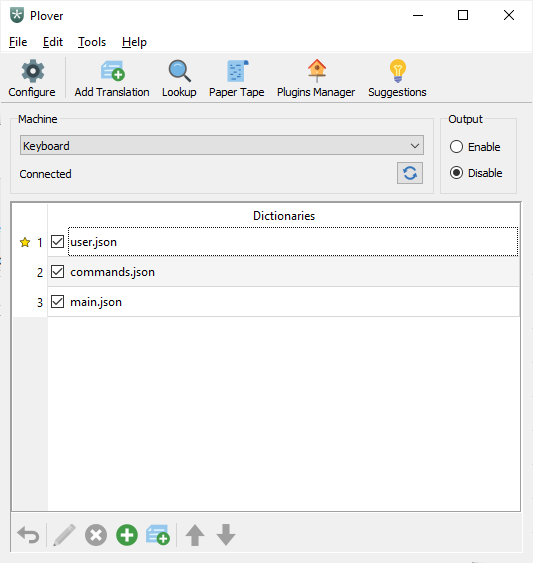 Plover
File Edit Tools Help
Configure Add Translation Lookup Paper Tape Plugins Manager Suggestions
Machine
Output
Keyboard
Enable
Connected
Disable
Dictionaries
1 user.json
2 commands.json
3 main.json